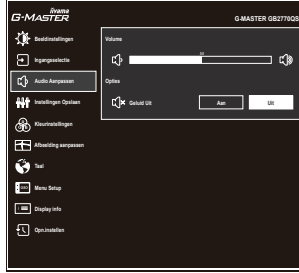 iiyama
G-MASTER
G-MASTER GB2770QS
Beeldinstellingen
Ingangsselectie
Audio Aanpassen
Instellingen Opslaan
Kleurinstellingen
Afbeelding aanpassen
Taal
Menu Setup
Display info
Opn.instellen
Volume
Opties
Geluid Uit
Aan
Uit